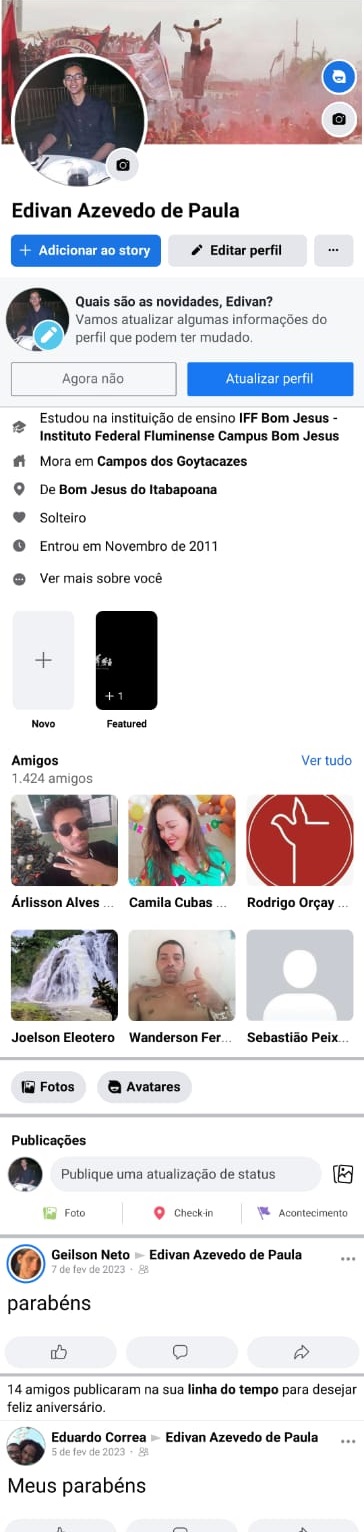 Edivan Azevedo de Paula
+ Adicionar ao story
Editar perfil
...
Quais são as novidades, Edivan?
Vamos atualizar algumas informações do
perfil que podem ter mudado.
Agora não
Atualizar perfil
Estudou na instituição de ensino IFF Bom Jesus -
Instituto Federal Fluminense Campus Bom Jesus
Mora em Campos dos Goytacazes
De Bom Jesus do Itabapoana
Solteiro
Entrou em Novembro de 2011
Ver mais sobre você
+ 1
Novo
Featured
Amigos
Ver tudo
1.424 amigos
Árlisson Alves ...
Camila Cubas ...
Rodrigo Orçay ...
Joelson Eleotero
Wanderson Fer...
Sebastião Peix...
Fotos
Avatares
Publicações
Publique uma atualização de status
Foto
Check-in
Acontecimento
Geilson Neto ► Edivan Azevedo de Paula
7 de fev de 2023 ·
parabéns
14 amigos publicaram na sua linha do tempo para desejar
feliz aniversário.
Eduardo Correa ► Edivan Azevedo de Paula
5 de fev de 2023 ·
Meus parabéns